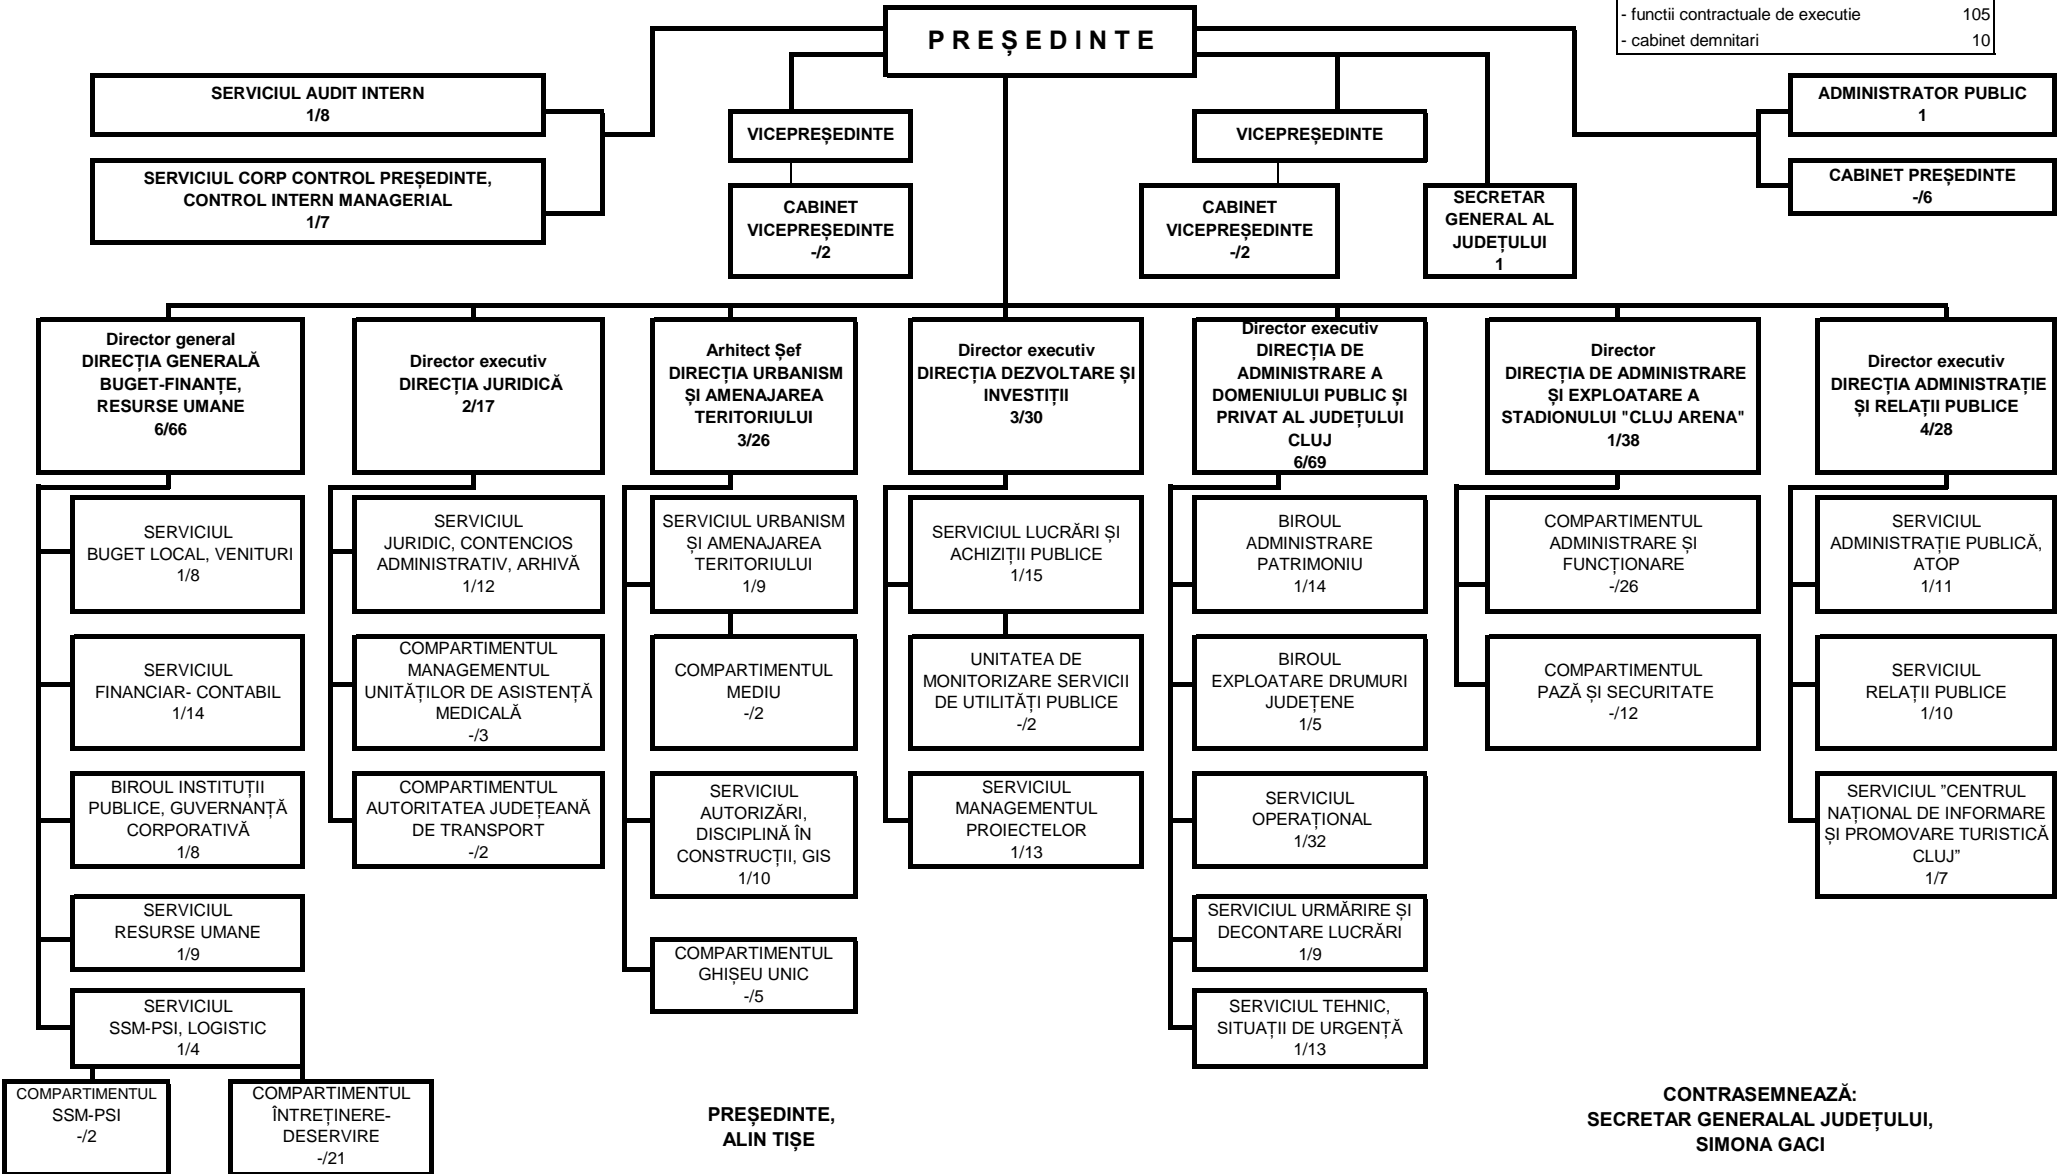 - functii contractuale de executie 105
- cabinet demnitari 10
PREȘEDINTE
SERVICIUL AUDIT INTERN
1/8
SERVICIUL CORP CONTROL PREȘEDINTE,
CONTROL INTERN MANAGERIAL
1/7
VICEPREȘEDINTE
CABINET
VICEPREȘEDINTE
-/2
VICEPREȘEDINTE
CABINET
VICEPREȘEDINTE
-/2
SECRETAR
GENERAL AL
JUDEȚULUI
1
ADMINISTRATOR PUBLIC
1
CABINET PREȘEDINTE
-/6
Director general
DIRECȚIA GENERALĂ
BUGET-FINANȚE,
RESURSE UMANE
6/66
Director executiv
DIRECȚIA JURIDICĂ
2/17
Arhitect Șef
DIRECȚIA URBANISM
ȘI AMENAJAREA
TERITORIULUI
3/26
Director executiv
DIRECȚIA DEZVOLTARE ȘI
INVESTIȚII
3/30
Director executiv
DIRECȚIA DE
ADMINISTRARE A
DOMENIULUI PUBLIC ȘI
PRIVAT AL JUDEȚULUI
CLUJ
6/69
Director
DIRECȚIA DE ADMINISTRARE
ȘI EXPLOATARE A
STADIONULUI "CLUJ ARENA"
1/38
Director executiv
DIRECȚIA ADMINISTRAȚIE
ȘI RELAȚII PUBLICE
4/28
SERVICIUL
BUGET LOCAL, VENITURI
1/8
SERVICIUL
FINANCIAR- CONTABIL
1/14
BIROUL INSTITUȚII
PUBLICE, GUVERNANȚĂ
CORPORATIVĂ
1/8
SERVICIUL
RESURSE UMANE
1/9
SERVICIUL
SSM-PSI, LOGISTIC
1/4
COMPARTIMENTUL
SSM-PSI
-/2
COMPARTIMENTUL
ÎNTREȚINERE-
DESERVIRE
-/21
SERVICIUL
JURIDIC, CONTENCIOS
ADMINISTRATIV, ARHIVĂ
1/12
COMPARTIMENTUL
MANAGEMENTUL
UNITĂȚILOR DE ASISTENȚĂ
MEDICALĂ
-/3
COMPARTIMENTUL
AUTORITATEA JUDEȚEANĂ
DE TRANSPORT
-/2
SERVICIUL URBANISM
ȘI AMENAJAREA
TERITORIULUI
1/9
COMPARTIMENTUL
MEDIU
-/2
SERVICIUL
AUTORIZĂRI,
DISCIPLINĂ ÎN
CONSTRUCȚII, GIS
1/10
COMPARTIMENTUL
GHIȘEU UNIC
-/5
SERVICIUL LUCRĂRI ȘI
ACHIZIȚII PUBLICE
1/15
UNITATEA DE
MONITORIZARE SERVICII
DE UTILITĂȚI PUBLICE
-/2
SERVICIUL
MANAGEMENTUL
PROIECTELOR
1/13
BIROUL
ADMINISTRARE
PATRIMONIU
1/14
BIROUL
EXPLOATARE DRUMURI
JUDEȚENE
1/5
SERVICIUL
OPERAȚIONAL
1/32
SERVICIUL URMĂRIRE ȘI
DECONTARE LUCRĂRI
1/9
SERVICIUL TEHNIC,
SITUAȚII DE URGENȚĂ
1/13
COMPARTIMENTUL
ADMINISTRARE ȘI
FUNCȚIONARE
-/26
COMPARTIMENTUL
PAZĂ ȘI SECURITATE
-/12
SERVICIUL
ADMINISTRAȚIE PUBLICĂ,
ATOP
1/11
SERVICIUL
RELAȚII PUBLICE
1/10
SERVICIUL "CENTRUL
NAȚIONAL DE INFORMARE
ȘI PROMOVARE TURISTICĂ
CLUJ”
1/7
PREȘEDINTE,
ALIN TIȘE
CONTRASEMNEAZĂ:
SECRETAR GENERALAL JUDEȚULUI,
SIMONA GACI